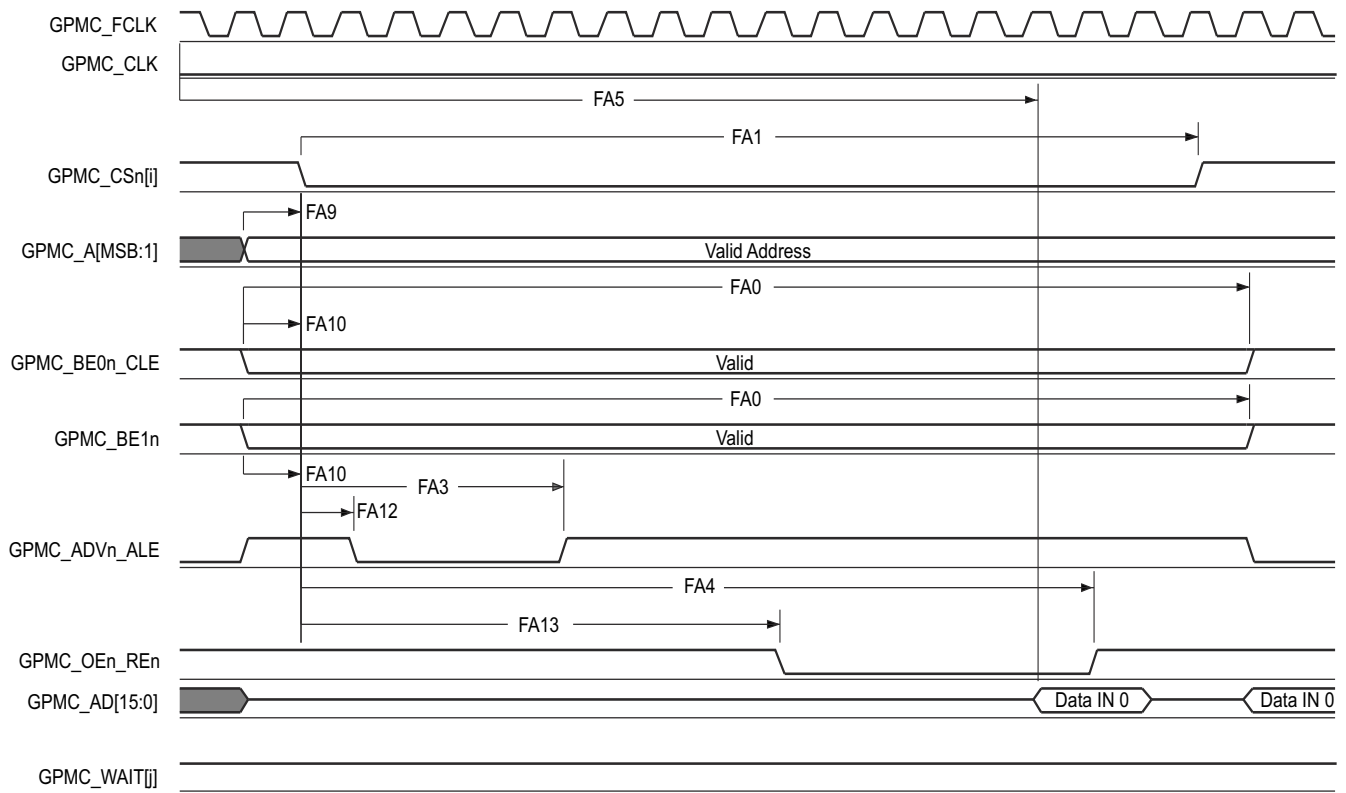 GPMC_FCLK
GPMC_CLK
FA5
FA1
GPMC_CSn[i]
FA9
GPMC_A[MSB:1]
Valid Address
FA0
FA10
GPMC_BE0n_CLE
Valid
FA0
GPMC_BE1n
Valid
FA10
FA3
FA12
GPMC_ADVn_ALE
FA4
FA13
GPMC_OEn_REn
GPMC_AD[15:0]
Data IN 0
Data IN 0
GPMC_WAIT[j]